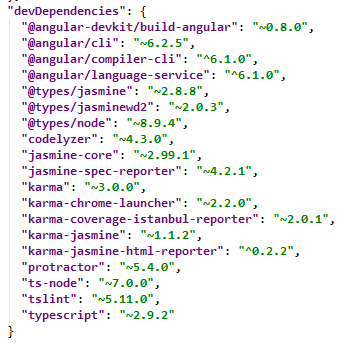 "devDependencies": {
"@angular-devkit/build-angular": "~0.8.0",
"@angular/cli": "~6.2.5",
"@angular/compiler-cli": "^6.1.0",
"@angular/language-service": "^6.1.0",
"@types/jasmine": "~2.8.8",
"@types/jasminewd2": "~2.0.3",
"@types/node": "~8.9.4",
"codelyzer": "~4.3.0",
"jasmine-core": "~2.99.1",
"jasmine-spec-reporter": "~4.2.1",
"karma": "~3.0.0",
"karma-chrome-launcher": "~2.2.0",
"karma-coverage-istanbul-reporter": "~2.0.1",
"karma-jasmine": "~1.1.2",
"karma-jasmine-html-reporter": "^0.2.2",
"protractor": "~5.4.0",
"ts-node": "~7.0.0",
"tslint": "~5.11.0",
"typescript": "~2.9.2"
}